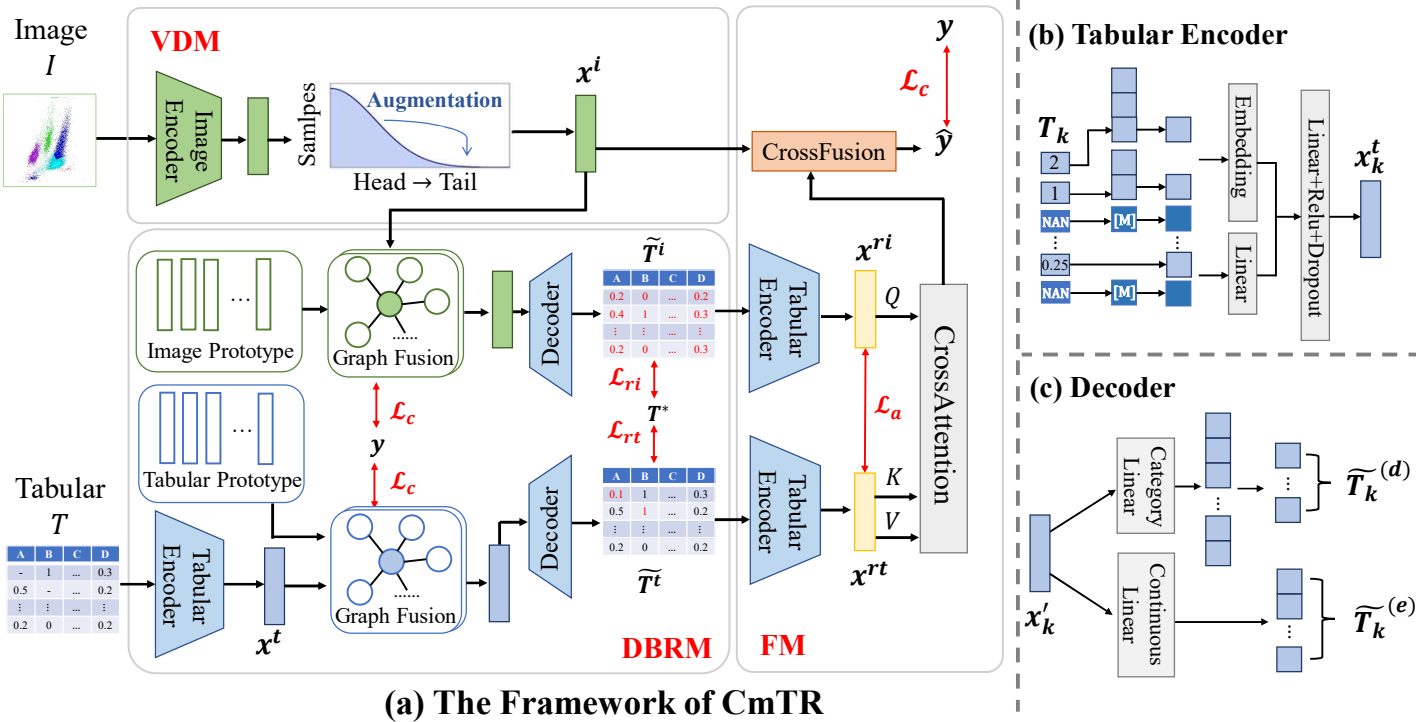 Image
I
VDM
Image
Encoder
Samlpes
Augmentation
Head → Tail
x^i
y
𝓛_c
ŷ
CrossFusion
Image Prototype
Graph Fusion
......
Decoder
T̃^i
A B C D
0.2 0 ... 0.2
0.4 1 ... 0.3
⋮ ⋮ ⋮ ⋮
0.2 0 ... 0.3
Tabular
Encoder
x^{ri}
Q
CrossAttention
𝓛_c
y
𝓛_c
𝓛_{ri}
T*
𝓛_{rt}
𝓛_a
Tabular Prototype
Tabular
T
A B C D
- 1 ... 0.3
0.5 - ... 0.2
⋮ ⋮ ⋮ ⋮
0.2 0 ... 0.2
Tabular
Encoder
x^t
Graph Fusion
......
Decoder
A B C D
0.1 1 ... 0.3
0.5 1 ... 0.2
⋮ ⋮ ⋮ ⋮
0.2 0 ... 0.2
T̃^t
Tabular
Encoder
K
V
x^{rt}
DBRM
FM
(a) The Framework of CmTR
(b) Tabular Encoder
T_k
2
1
NAN
[M]
⋮
0.25
NAN
[M]
⋮
Embedding
Linear
Linear+Relu+Dropout
x_k^t
(c) Decoder
x'_k
Category
Linear
Continuous
Linear
⋮
⋮
T̃_k^{(d)}
⋮
T̃_k^{(e)}